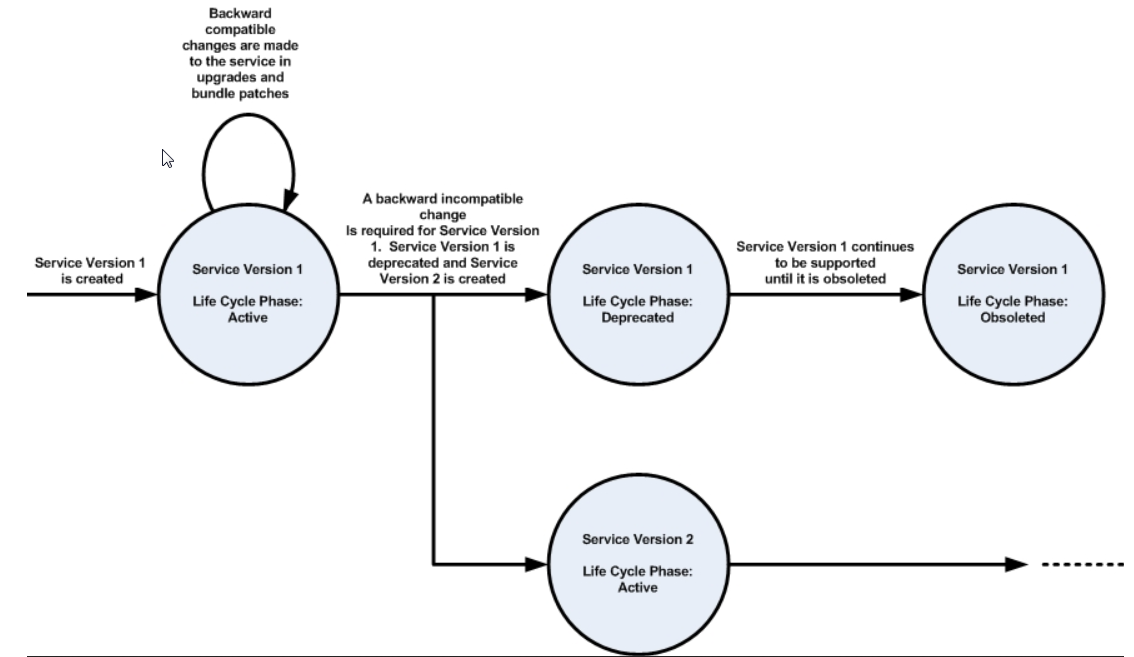 Backward
compatible
changes are made
to the service in
upgrades and
bundle patches
Service Version 1
is created
Service Version 1
Life Cycle Phase:
Active
A backward incompatible
change
Is required for Service Version
1.  Service Version 1 is
deprecated and Service
Version 2 is created
Service Version 1
Life Cycle Phase:
Deprecated
Service Version 1 continues
to be supported
until it is obsoleted
Service Version 1
Life Cycle Phase:
Obsoleted
Service Version 2
Life Cycle Phase:
Active